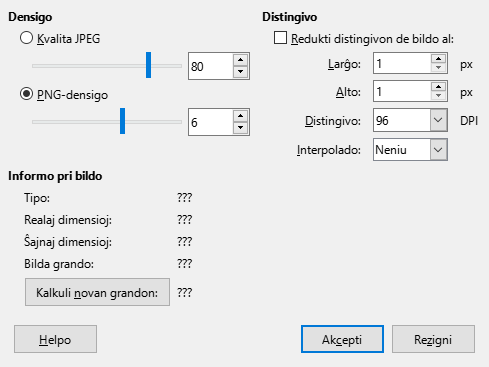 Densigo
Kvalita JPEG
80
PNG-densigo
6
Distingivo
Redukti distingivon de bildo al:
Larĝo: 1 px
Alto: 1 px
Distingivo: 96 DPI
Interpolado: Neniu
Informo pri bildo
Tipo: ???
Realaj dimensioj: ???
Ŝajnaj dimensioj: ???
Bilda grando: ???
Kalkuli novan grandon: ???
Helpo
Akcepti
Rezigni